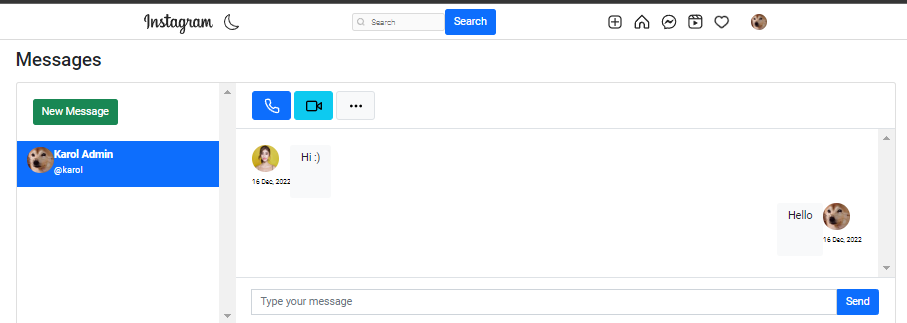 Instagram
Search
Search
Messages
New Message
Karol Admin
@karol
Hi :)
16 Dec, 2022
Hello
16 Dec, 2022
Type your message
Send